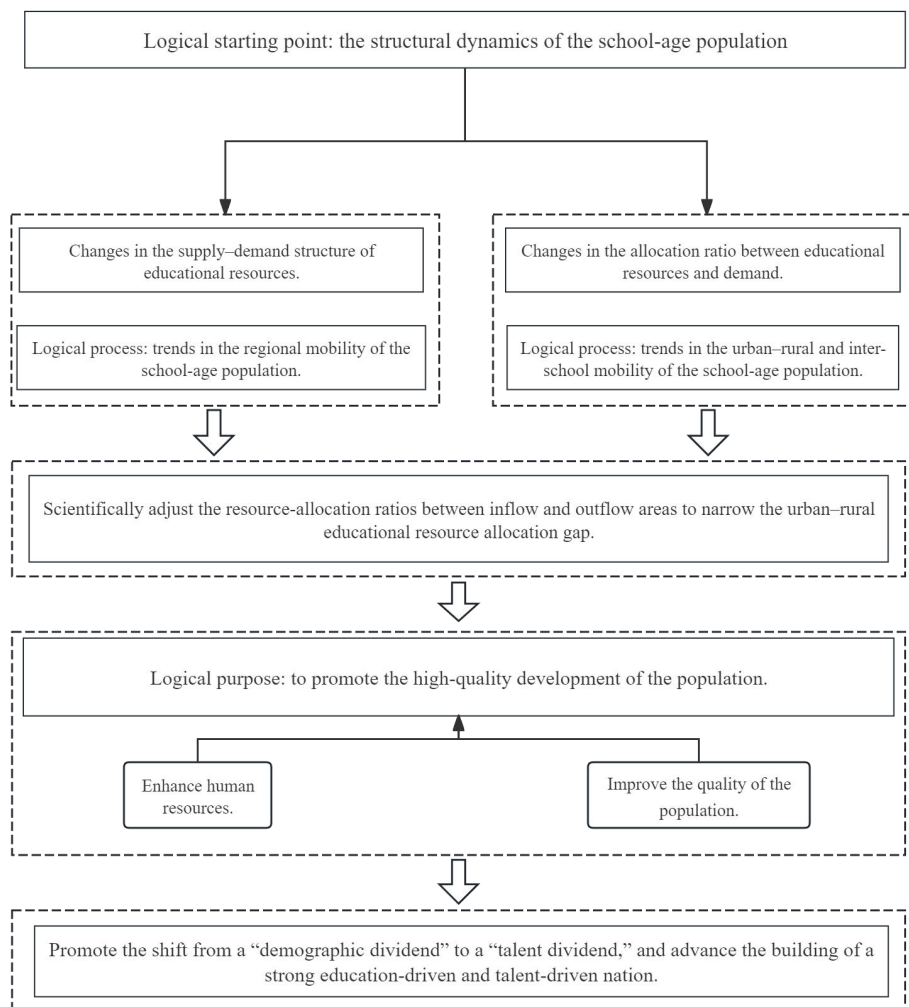 Logical starting point: the structural dynamics of the school-age population
Changes in the supply–demand structure of
educational resources.
Logical process: trends in the regional mobility of the
school-age population.
Changes in the allocation ratio between educational
resources and demand.
Logical process: trends in the urban–rural and inter-
school mobility of the school-age population.
Scientifically adjust the resource-allocation ratios between inflow and outflow areas to narrow the urban–rural
educational resource allocation gap.
Logical purpose: to promote the high-quality development of the population.
Enhance human
resources.
Improve the quality of the
population.
Promote the shift from a “demographic dividend” to a “talent dividend,” and advance the building of a
strong education-driven and talent-driven nation.